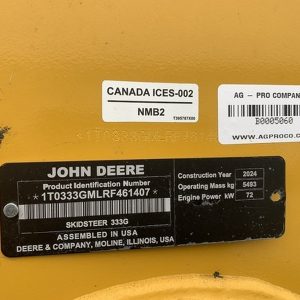 CANADA ICES-002
NMB2
AG - PRO COMPAN
B0005060
WWW.AGPROCO.C
JOHN DEERE
Product Identification Number
*1T0333GMLRF461407*
SKIDSTEER 333G
ASSEMBLED IN USA
DEERE & COMPANY, MOLINE, ILLINOIS, USA
Construction Year 2024
Operating Mass kg 5493
Engine Power kW 72